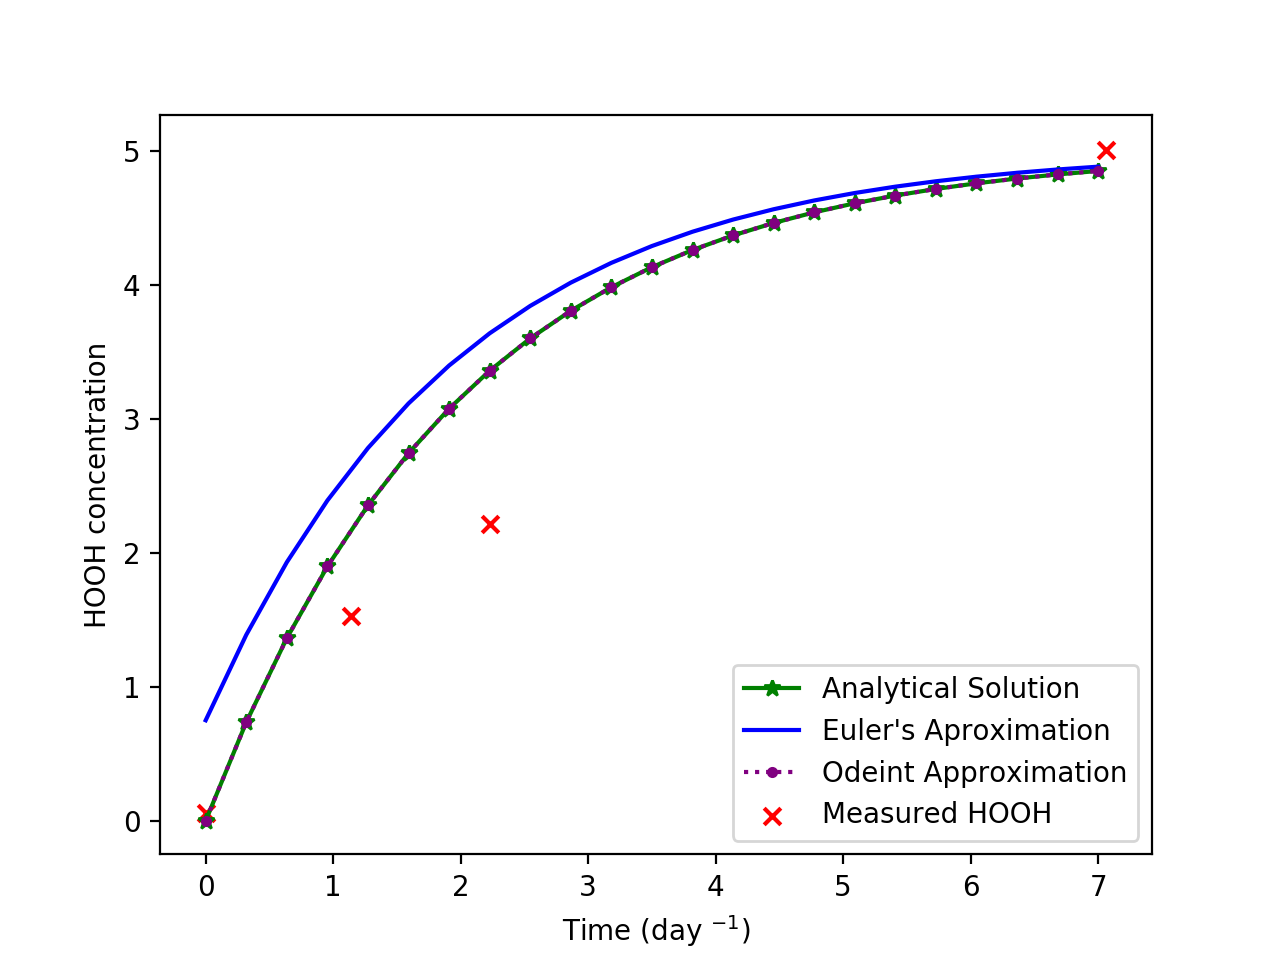 5
4
3
2
1
0
HOOH concentration
Analytical Solution
Euler's Aproximation
Odeint Approximation
Measured HOOH
0 1 2 3 4 5 6 7
Time (day ⁻¹)